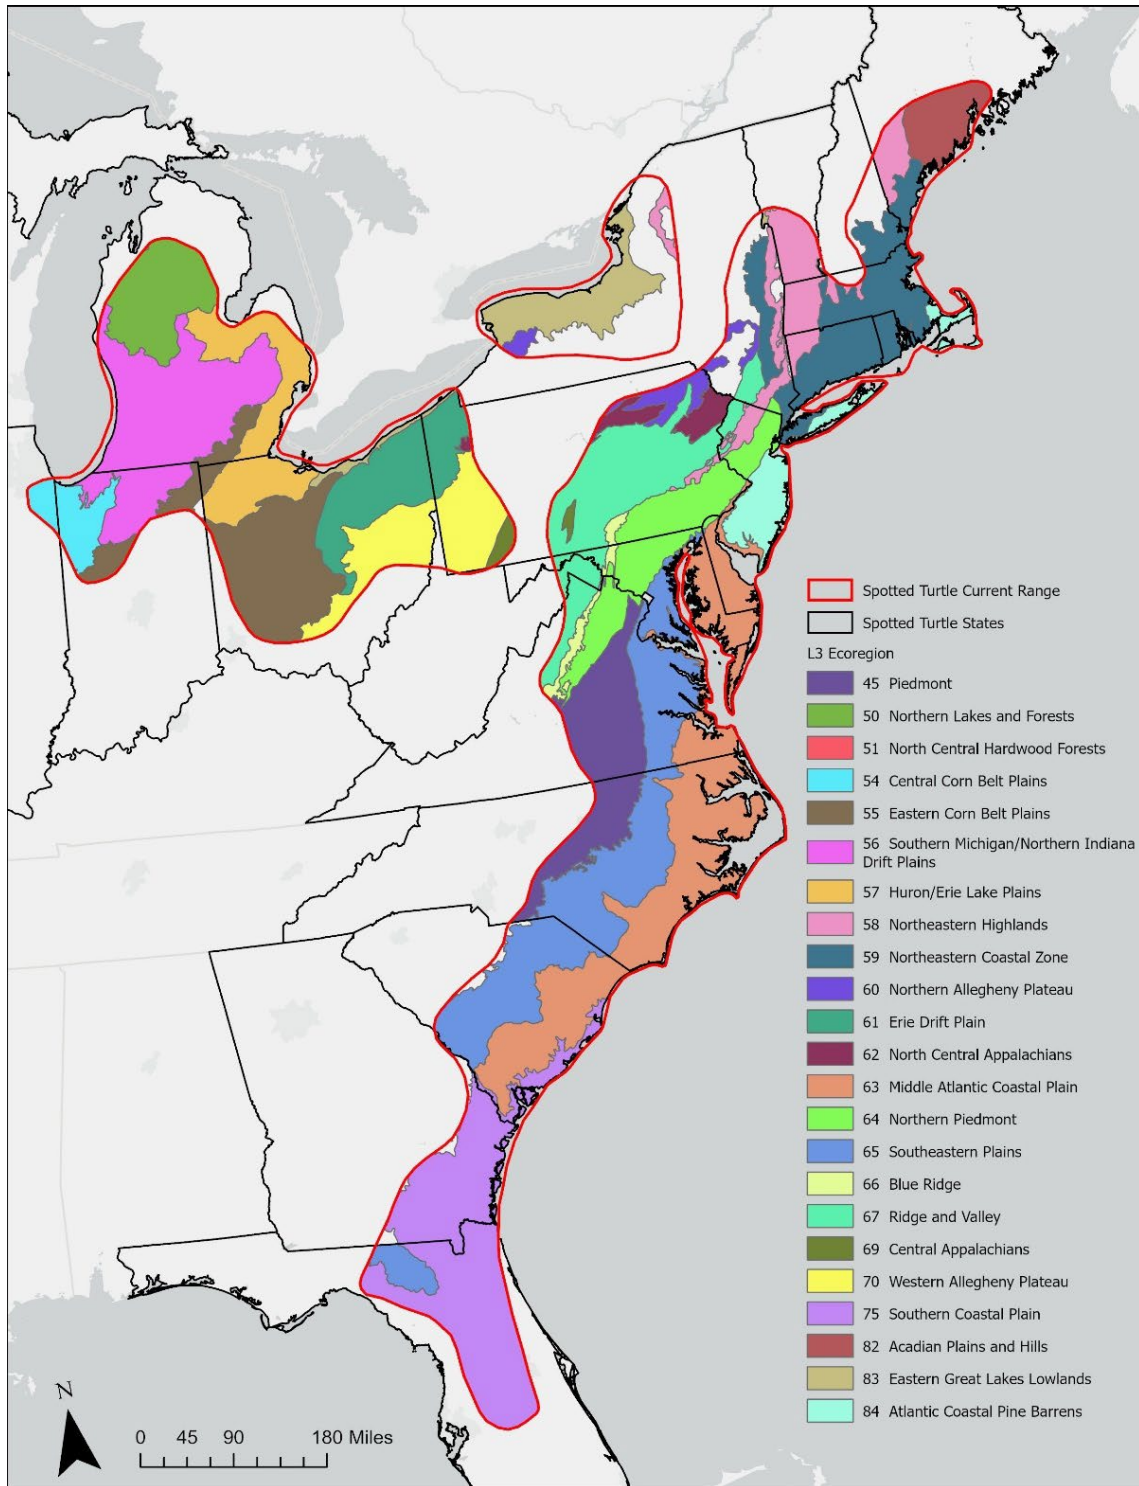 Spotted Turtle Current Range
Spotted Turtle States
L3 Ecoregion
45 Piedmont
50 Northern Lakes and Forests
51 North Central Hardwood Forests
54 Central Corn Belt Plains
55 Eastern Corn Belt Plains
56 Southern Michigan/Northern Indiana
Drift Plains
57 Huron/Erie Lake Plains
58 Northeastern Highlands
59 Northeastern Coastal Zone
60 Northern Allegheny Plateau
61 Erie Drift Plain
62 North Central Appalachians
63 Middle Atlantic Coastal Plain
64 Northern Piedmont
65 Southeastern Plains
66 Blue Ridge
67 Ridge and Valley
69 Central Appalachians
70 Western Allegheny Plateau
75 Southern Coastal Plain
82 Acadian Plains and Hills
83 Eastern Great Lakes Lowlands
84 Atlantic Coastal Pine Barrens
N
0 45 90 180 Miles